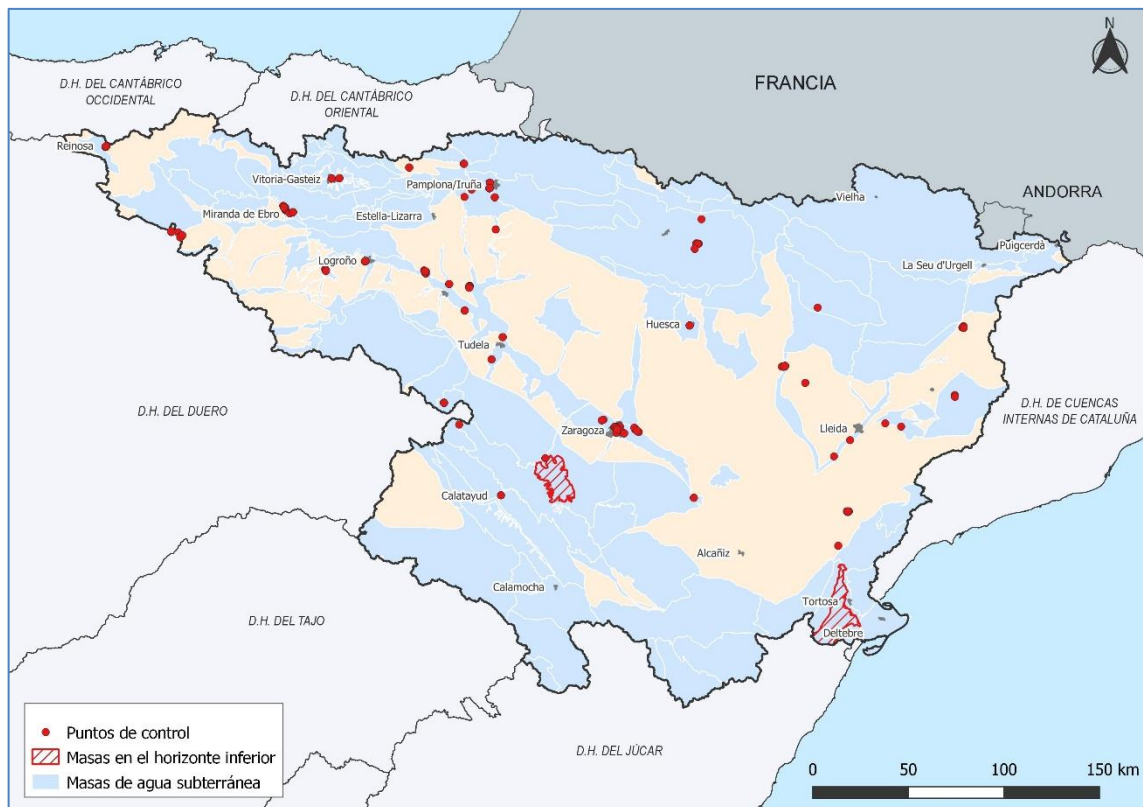 N
D.H. DEL CANTÁBRICO
OCCIDENTAL
D.H. DEL CANTÁBRICO
ORIENTAL
FRANCIA
Reinosa
Vitoria-Gasteiz
Pamplona/Iruña
Vielha
ANDORRA
Miranda de Ebro
Estella-Lizarra
Puigcerdà
La Seu d'Urgell
Logroño
Huesca
Tudela
D.H. DEL DUERO
D.H. DE CUENCAS
INTERNAS DE CATALUÑA
Zaragoza
Lleida
Calatayud
Alcañiz
Calamocha
Tortosa
D.H. DEL TAJO
Deltebre
D.H. DEL JÚCAR
Puntos de control
Masas en el horizonte inferior
Masas de agua subterránea
0 50 100 150 km